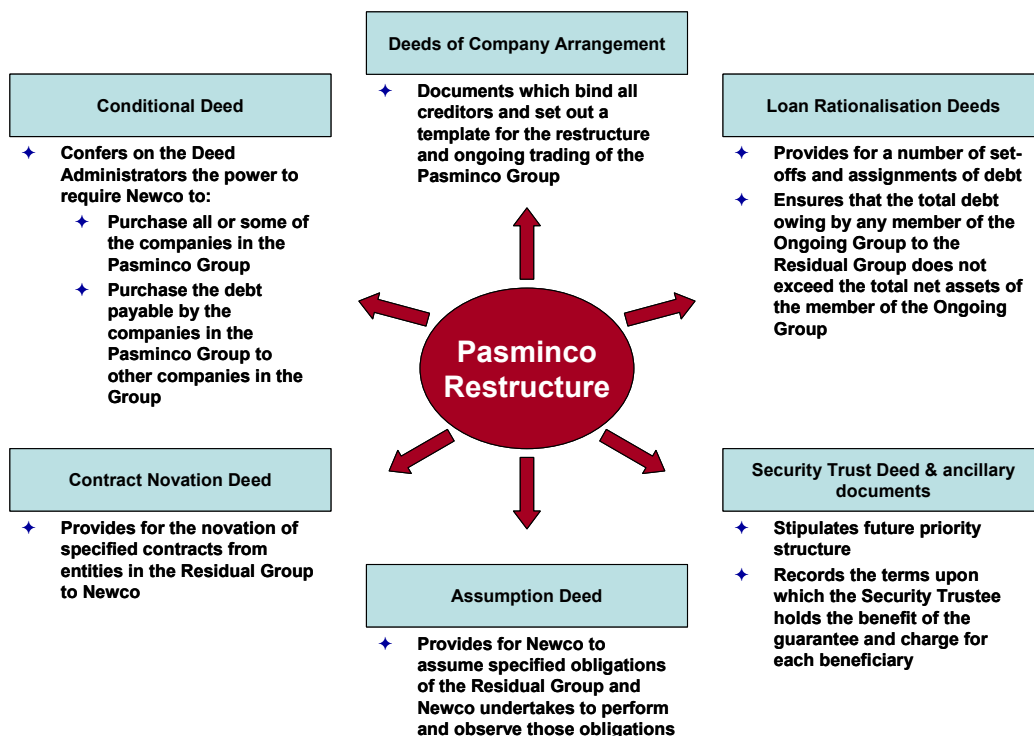 Deeds of Company Arrangement
✦ Documents which bind all
creditors and set out a
template for the restructure
and ongoing trading of the
Pasminco Group
Conditional Deed
✦ Confers on the Deed
Administrators the power to
require Newco to:
✦ Purchase all or some of
the companies in the
Pasminco Group
✦ Purchase the debt
payable by the
companies in the
Pasminco Group to
other companies in the
Group
Loan Rationalisation Deeds
✦ Provides for a number of set-
offs and assignments of debt
✦ Ensures that the total debt
owing by any member of the
Ongoing Group to the
Residual Group does not
exceed the total net assets of
the member of the Ongoing
Group
Pasminco
Restructure
Contract Novation Deed
✦ Provides for the novation of
specified contracts from
entities in the Residual Group
to Newco
Assumption Deed
✦ Provides for Newco to
assume specified obligations
of the Residual Group and
Newco undertakes to perform
and observe those obligations
Security Trust Deed & ancillary
documents
✦ Stipulates future priority
structure
✦ Records the terms upon
which the Security Trustee
holds the benefit of the
guarantee and charge for
each beneficiary